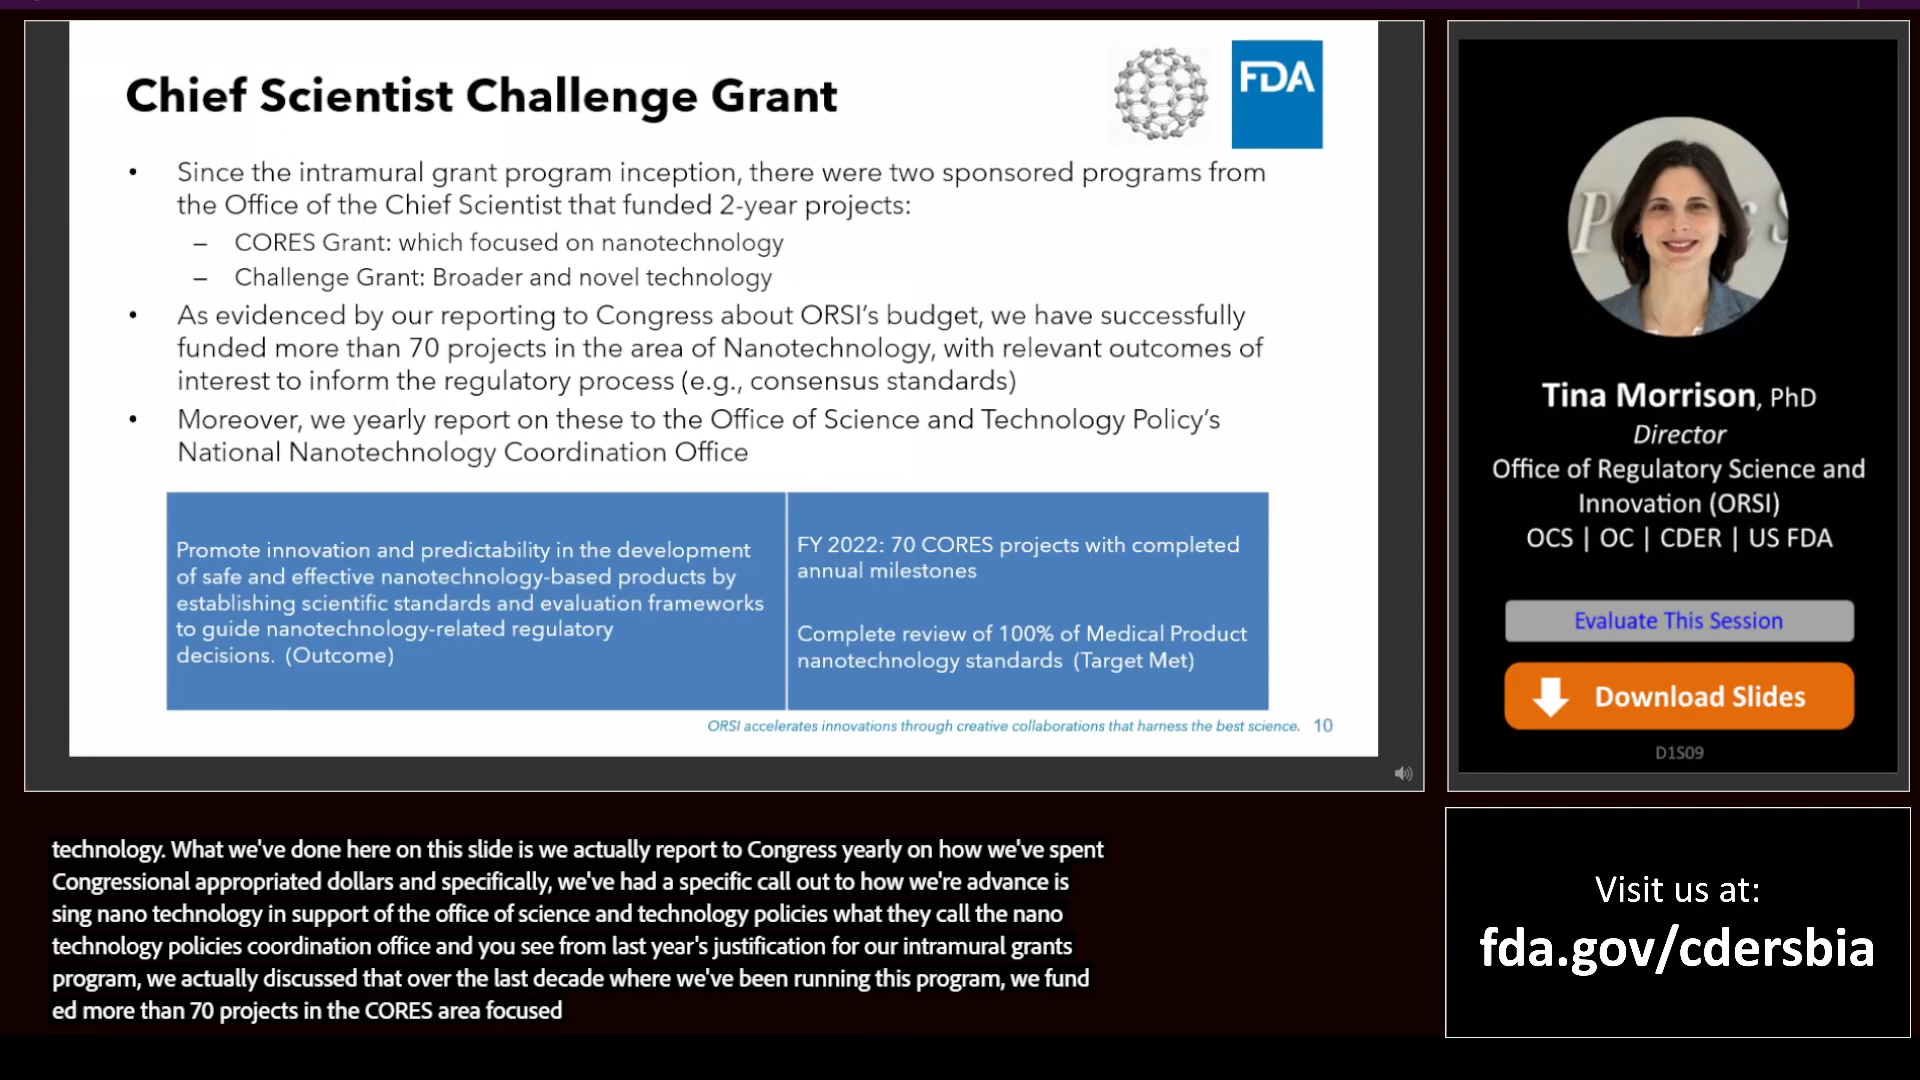 Chief Scientist Challenge Grant
FDA
• Since the intramural grant program inception, there were two sponsored programs from
the Office of the Chief Scientist that funded 2-year projects:
– CORES Grant: which focused on nanotechnology
– Challenge Grant: Broader and novel technology
• As evidenced by our reporting to Congress about ORSI's budget, we have successfully
funded more than 70 projects in the area of Nanotechnology, with relevant outcomes of
interest to inform the regulatory process (e.g., consensus standards)
• Moreover, we yearly report on these to the Office of Science and Technology Policy's
National Nanotechnology Coordination Office
Promote innovation and predictability in the development
of safe and effective nanotechnology-based products by
establishing scientific standards and evaluation frameworks
to guide nanotechnology-related regulatory
decisions. (Outcome)
FY 2022: 70 CORES projects with completed
annual milestones
Complete review of 100% of Medical Product
nanotechnology standards (Target Met)
ORSI accelerates innovations through creative collaborations that harness the best science. 10
Tina Morrison, PhD
Director
Office of Regulatory Science and
Innovation (ORSI)
OCS | OC | CDER | US FDA
Evaluate This Session
Download Slides
D1S09
technology. What we've done here on this slide is we actually report to Congress yearly on how we've spent
Congressional appropriated dollars and specifically, we've had a specific call out to how we're advance is
sing nano technology in support of the office of science and technology policies what they call the nano
technology policies coordination office and you see from last year's justification for our intramural grants
program, we actually discussed that over the last decade where we've been running this program, we fund
ed more than 70 projects in the CORES area focused
Visit us at:
fda.gov/cdersbia